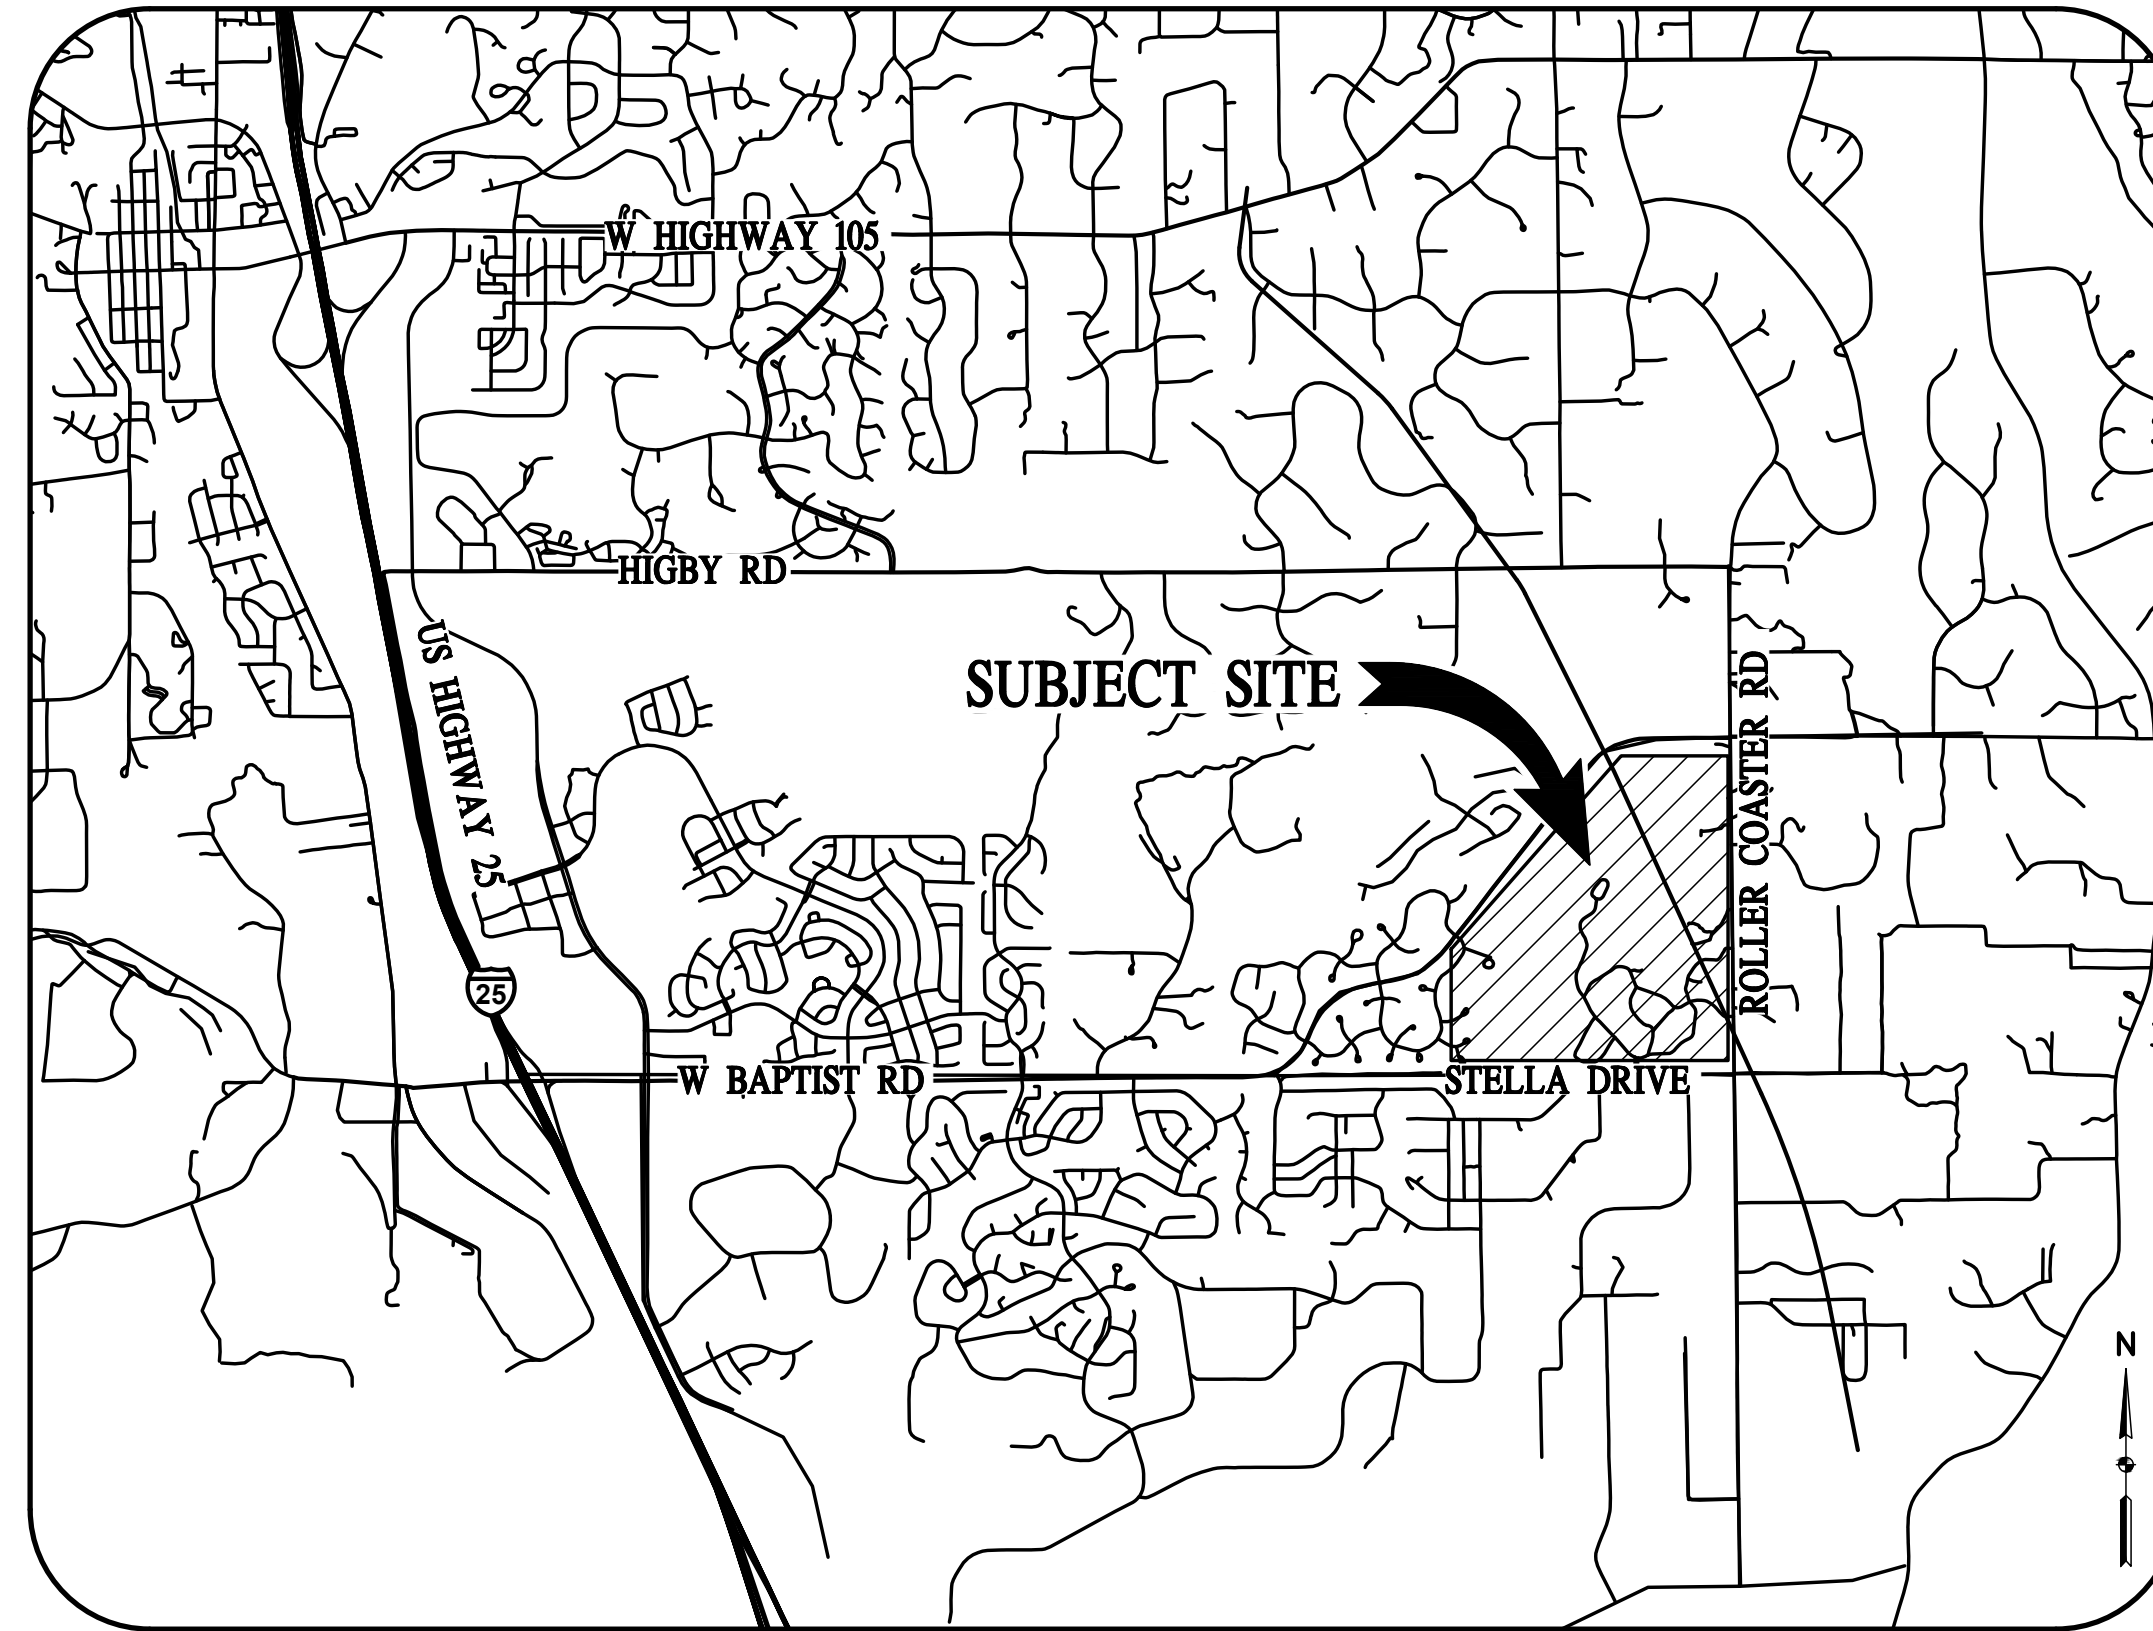 W HIGHWAY 105
HIGBY RD
US HIGHWAY 25
SUBJECT SITE
ROLLER COASTER RD
25
W BAPTIST RD
STELLA DRIVE
N